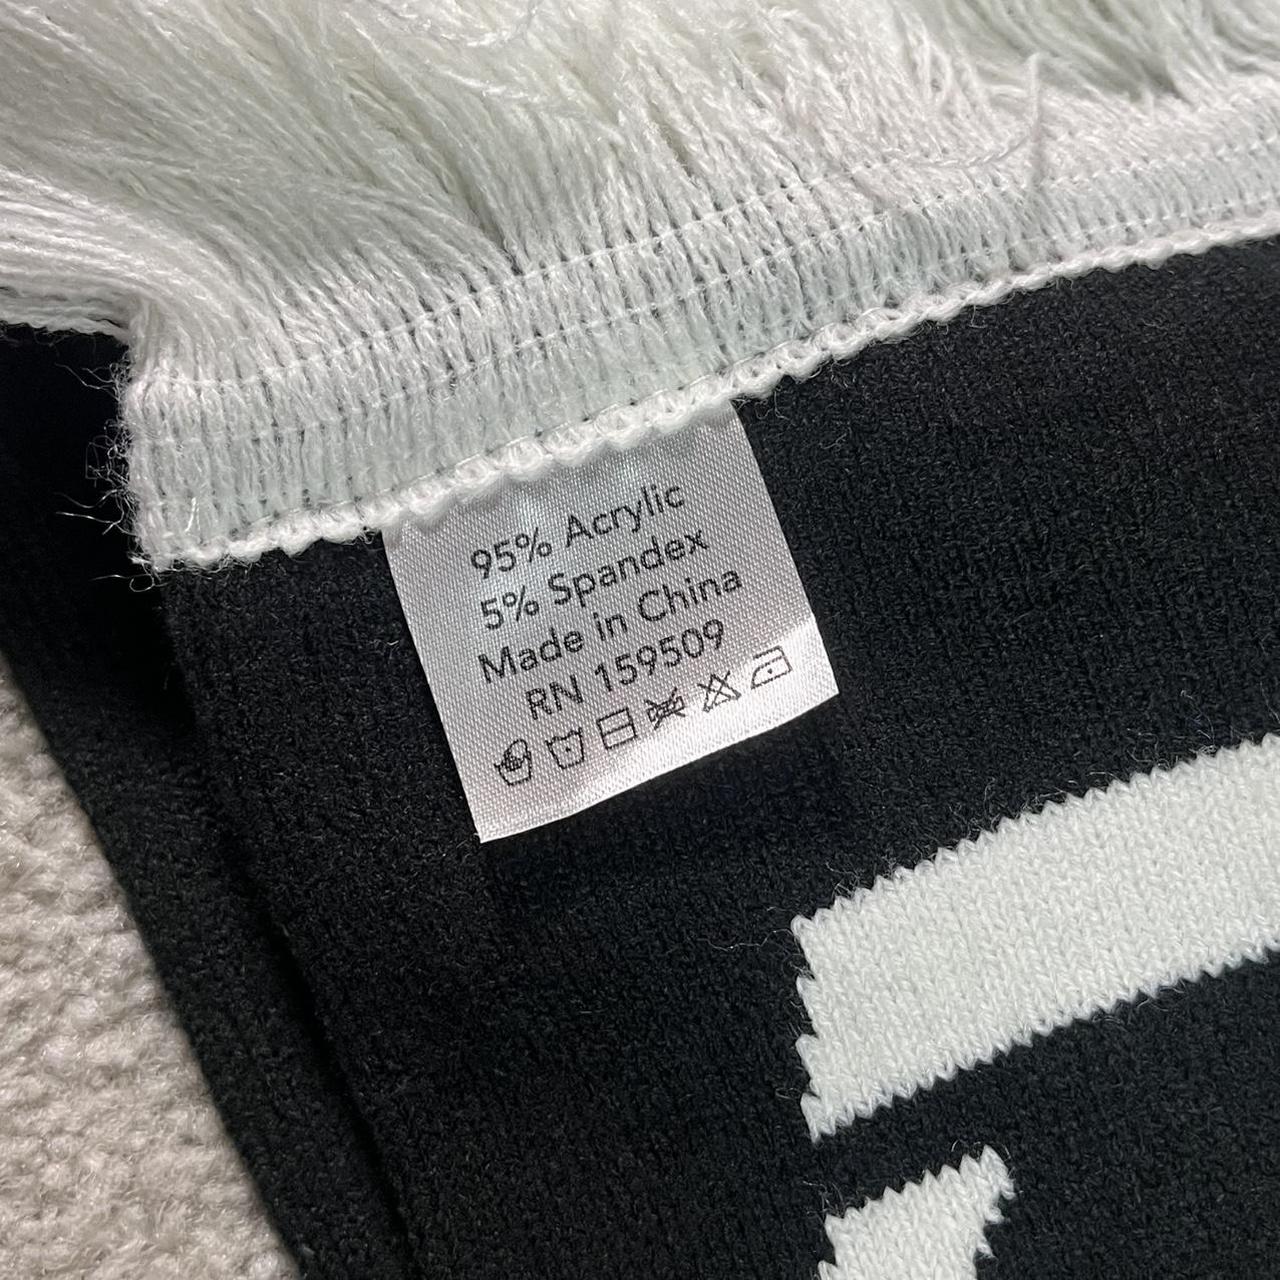 95% Acrylic
5% Spandex
Made in China
RN 159509